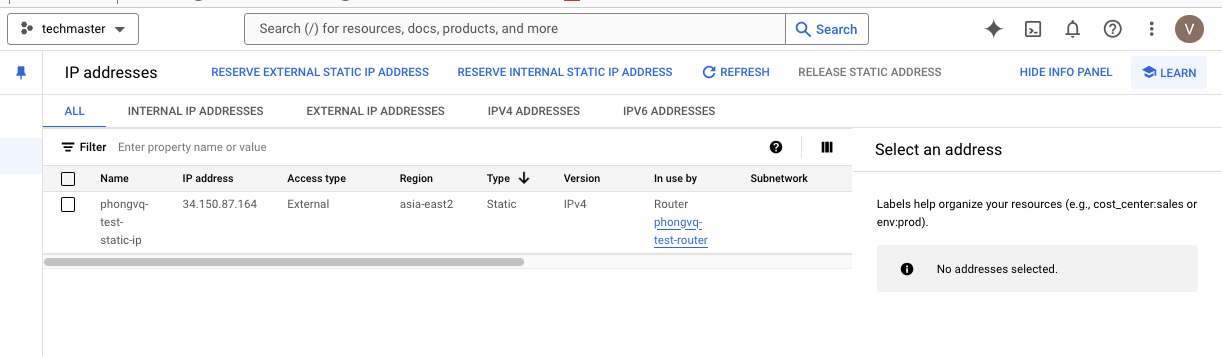 techmaster
Search (/) for resources, docs, products, and more
Search
V
IP addresses
RESERVE EXTERNAL STATIC IP ADDRESS
RESERVE INTERNAL STATIC IP ADDRESS
REFRESH
RELEASE STATIC ADDRESS
HIDE INFO PANEL
LEARN
ALL
INTERNAL IP ADDRESSES
EXTERNAL IP ADDRESSES
IPV4 ADDRESSES
IPV6 ADDRESSES
Filter Enter property name or value
Name IP address Access type Region Type Version In use by Subnetwork
phongvq- 34.150.87.164 External asia-east2 Static IPv4 Router
test- phongvq-
static-ip test-router
Select an address
Labels help organize your resources (e.g., cost_center:sales or
env:prod).
No addresses selected.